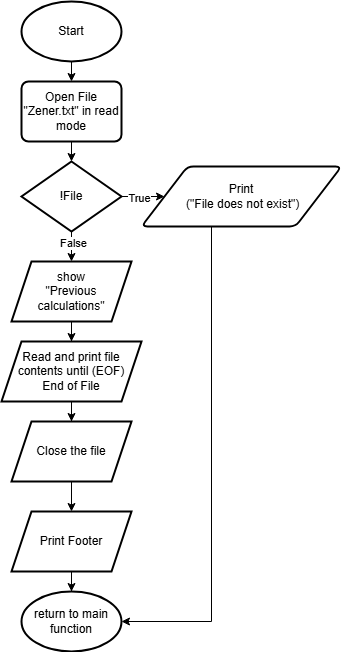 Start
Open File
"Zener.txt" in read
mode
!File
True
Print
("File does not exist")
False
show
"Previous
calculations"
Read and print file
contents until (EOF)
End of File
Close the file
Print Footer
return to main
function